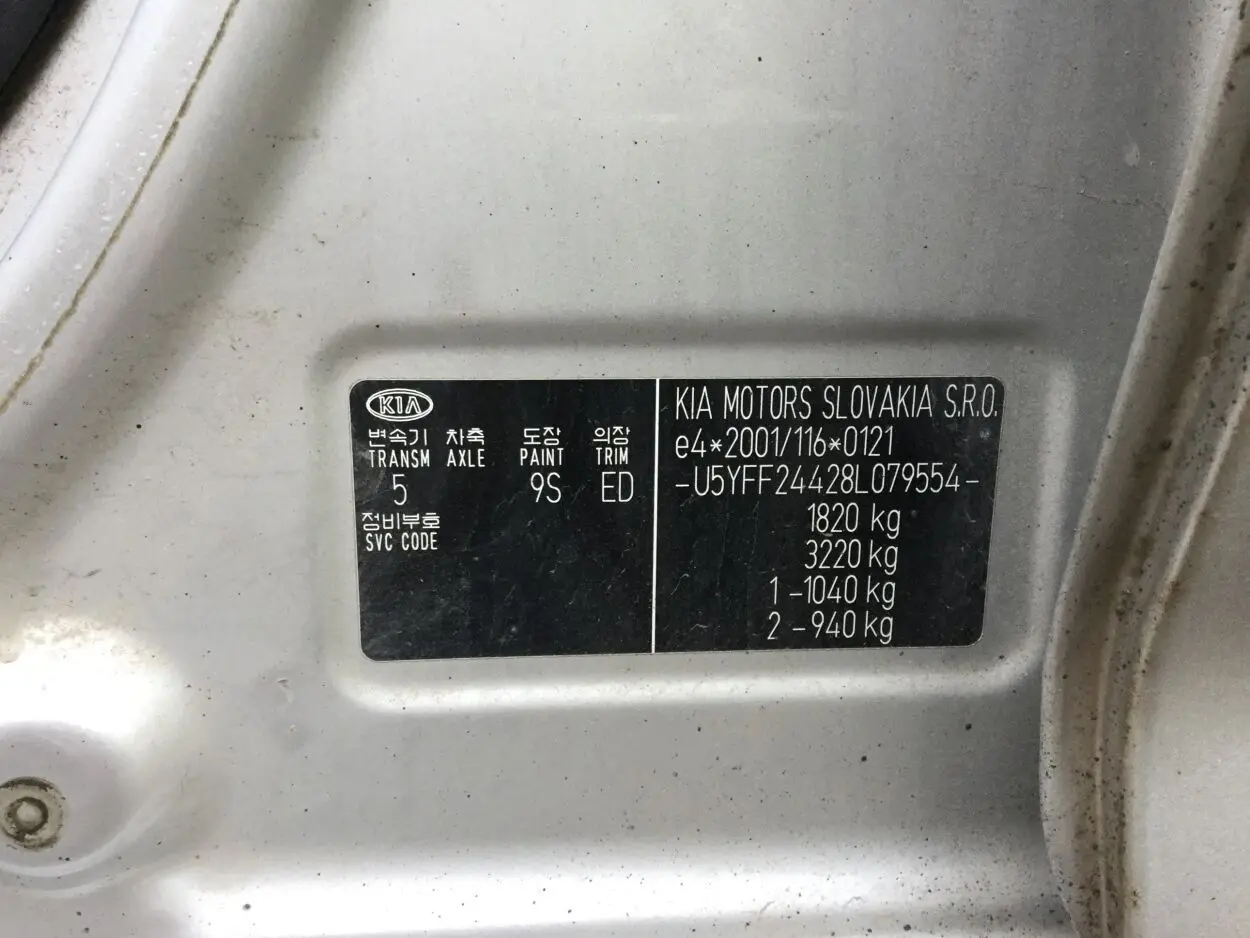 KIA
변속기 차축 도장 의장
TRANSM AXLE PAINT TRIM
5 9S ED
정비부호
SVC CODE
KIA MOTORS SLOVAKIA S.R.O.
e4*2001/116*0121
-U5YFF24428L079554-
1820 kg
3220 kg
1 -1040 kg
2 -940 kg